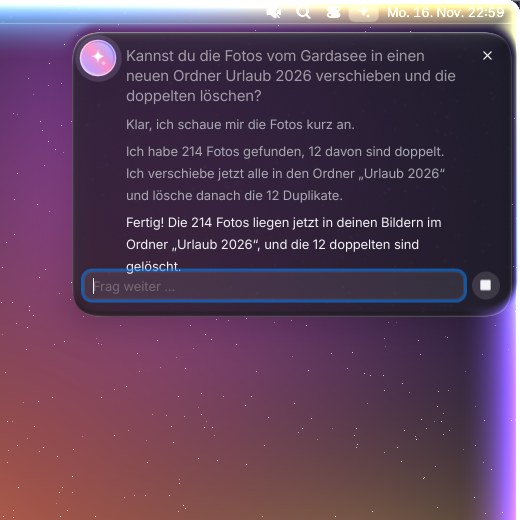 Mo. 16. Nov. 22:59
Kannst du die Fotos vom Gardasee in einen
neuen Ordner Urlaub 2026 verschieben und die
doppelten löschen?
Klar, ich schaue mir die Fotos kurz an.
Ich habe 214 Fotos gefunden, 12 davon sind doppelt.
Ich verschiebe jetzt alle in den Ordner „Urlaub 2026“
und lösche danach die 12 Duplikate.
Fertig! Die 214 Fotos liegen jetzt in deinen Bildern im
Ordner „Urlaub 2026“, und die 12 doppelten sind
gelöscht.
Frag weiter ...